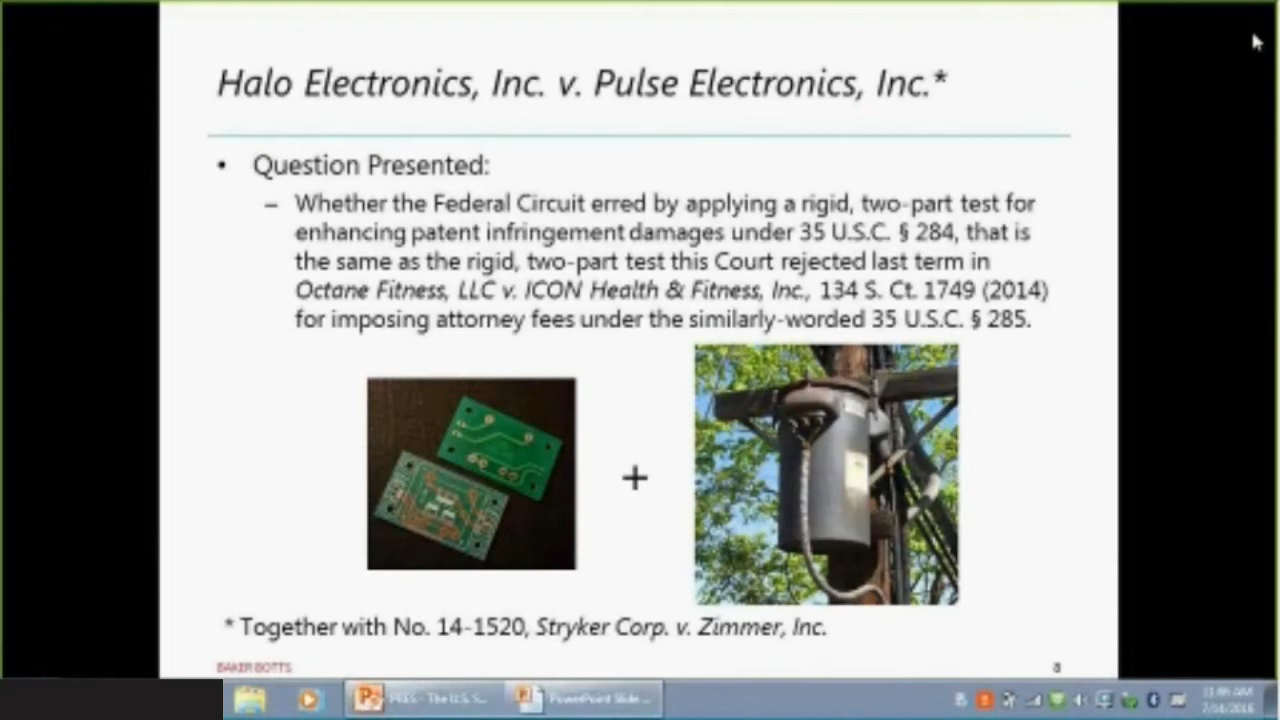 Halo Electronics, Inc. v. Pulse Electronics, Inc.*
• Question Presented:
– Whether the Federal Circuit erred by applying a rigid, two-part test for
enhancing patent infringement damages under 35 U.S.C. § 284, that is
the same as the rigid, two-part test this Court rejected last term in
Octane Fitness, LLC v. ICON Health & Fitness, Inc., 134 S. Ct. 1749 (2014)
for imposing attorney fees under the similarly-worded 35 U.S.C. § 285.
+
* Together with No. 14-1520, Stryker Corp. v. Zimmer, Inc.
BAKER BOTTS
8
PRES - The U.S. S...
PowerPoint Slide ...
11:46 AM